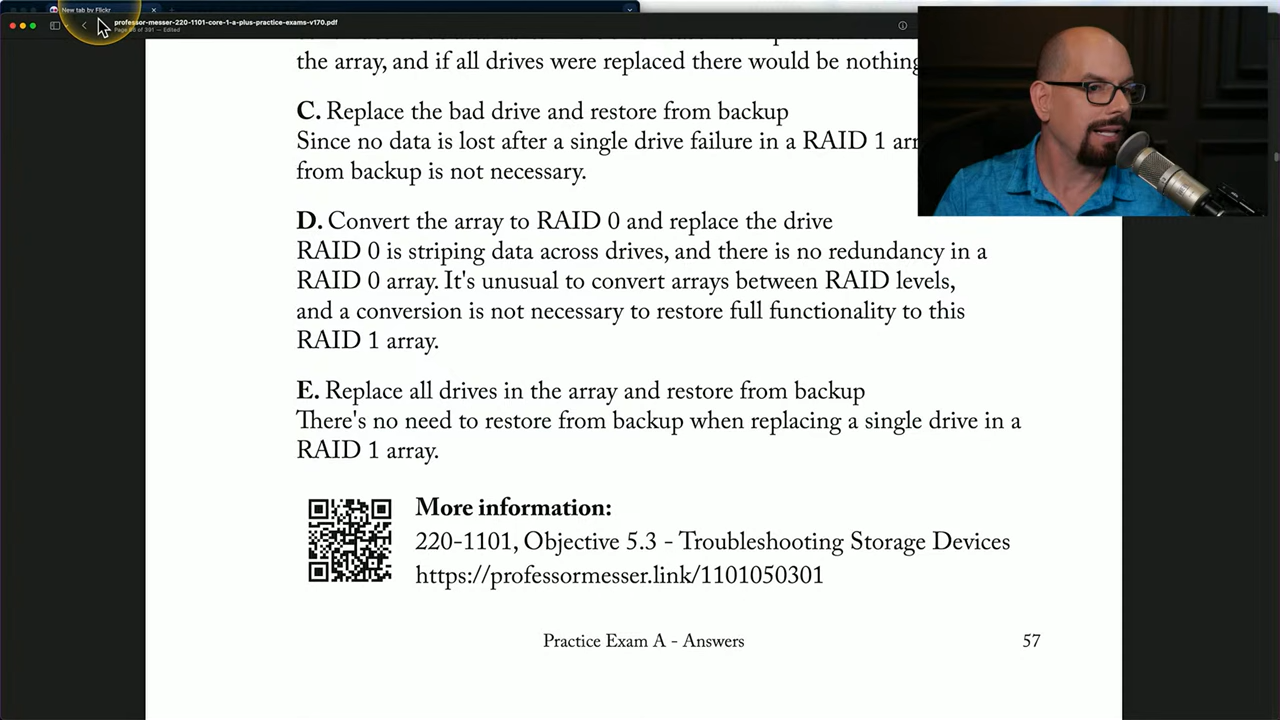 New tab by Flickr
professor-messer-220-1101-core-1-a-plus-practice-exams-v170.pdf
of 391 — Edited
the array, and if all drives were replaced there would be nothing
C. Replace the bad drive and restore from backup
Since no data is lost after a single drive failure in a RAID 1
from backup is not necessary.
D. Convert the array to RAID 0 and replace the drive
RAID 0 is striping data across drives, and there is no redundancy in a
RAID 0 array. It's unusual to convert arrays between RAID levels,
and a conversion is not necessary to restore full functionality to this
RAID 1 array.
E. Replace all drives in the array and restore from backup
There's no need to restore from backup when replacing a single drive in a
RAID 1 array.
More information:
220-1101, Objective 5.3 - Troubleshooting Storage Devices
https://professormesser.link/1101050301
Practice Exam A - Answers
57